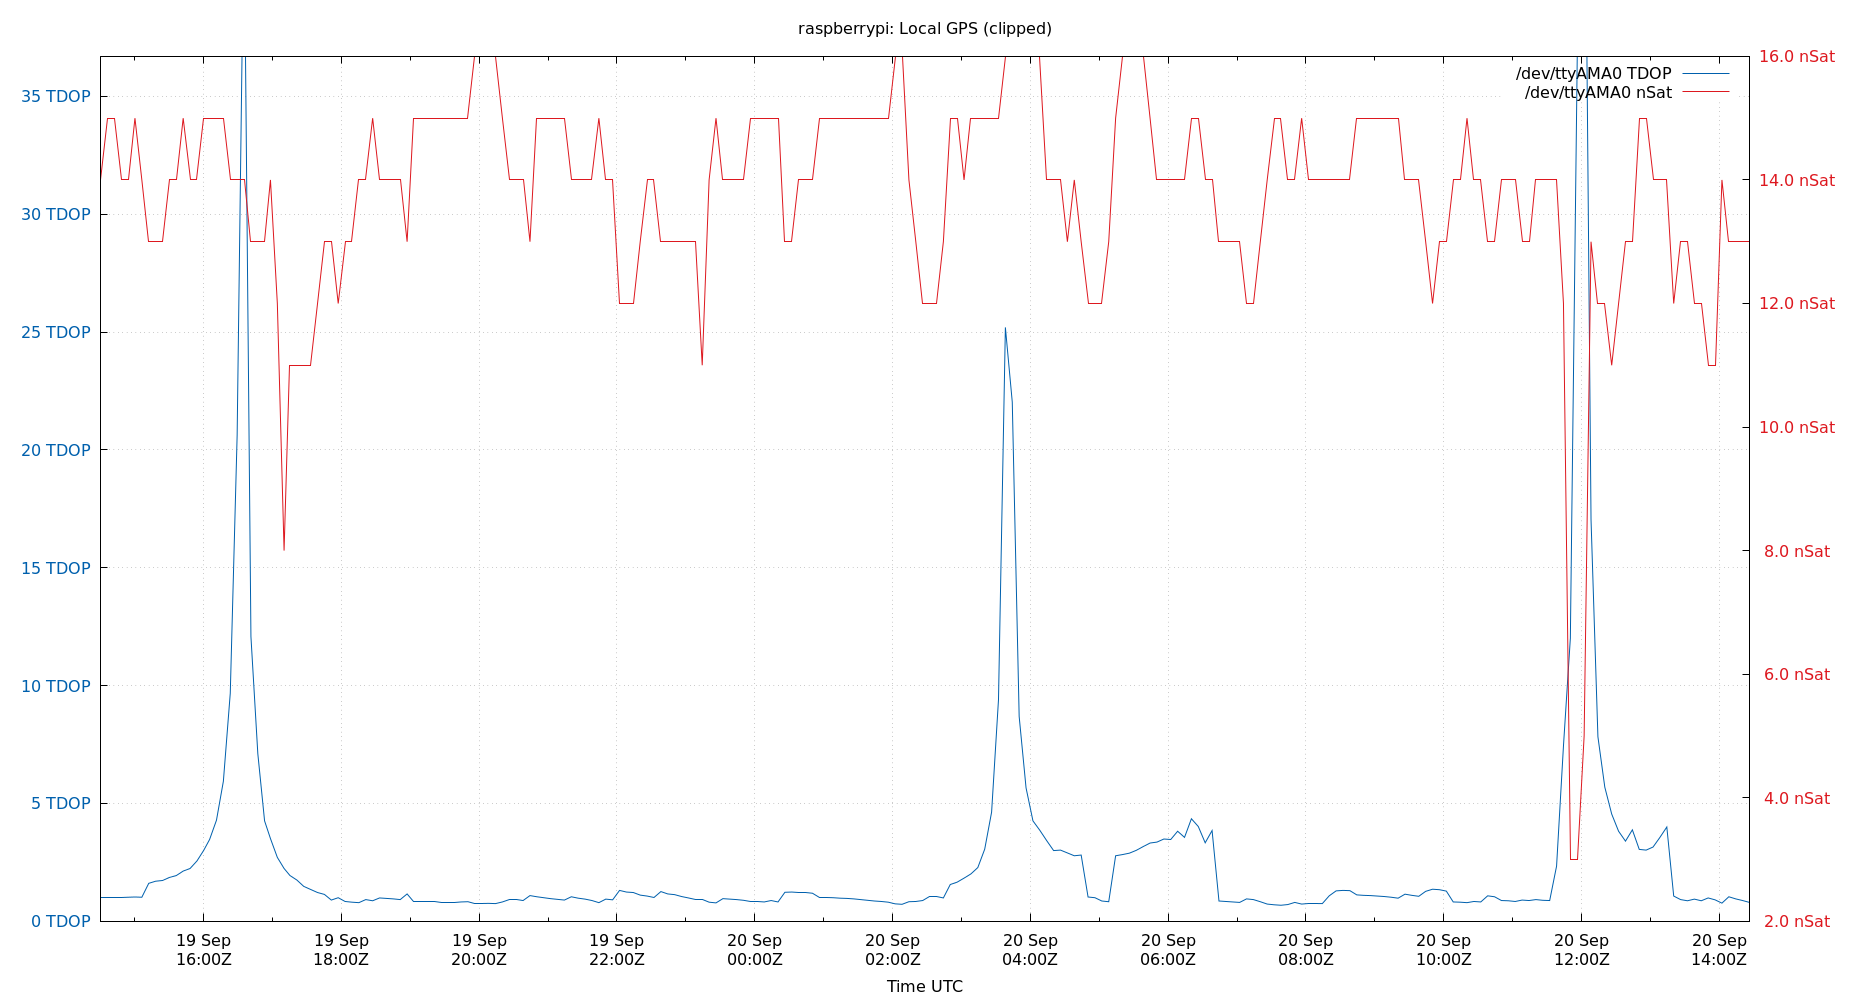 raspberrypi: Local GPS (clipped)
/dev/ttyAMA0 TDOP
/dev/ttyAMA0 nSat
35 TDOP
30 TDOP
25 TDOP
20 TDOP
15 TDOP
10 TDOP
5 TDOP
0 TDOP
16.0 nSat
14.0 nSat
12.0 nSat
10.0 nSat
8.0 nSat
6.0 nSat
4.0 nSat
2.0 nSat
19 Sep
16:00Z
19 Sep
18:00Z
19 Sep
20:00Z
19 Sep
22:00Z
20 Sep
00:00Z
20 Sep
02:00Z
20 Sep
04:00Z
20 Sep
06:00Z
20 Sep
08:00Z
20 Sep
10:00Z
20 Sep
12:00Z
20 Sep
14:00Z
Time UTC